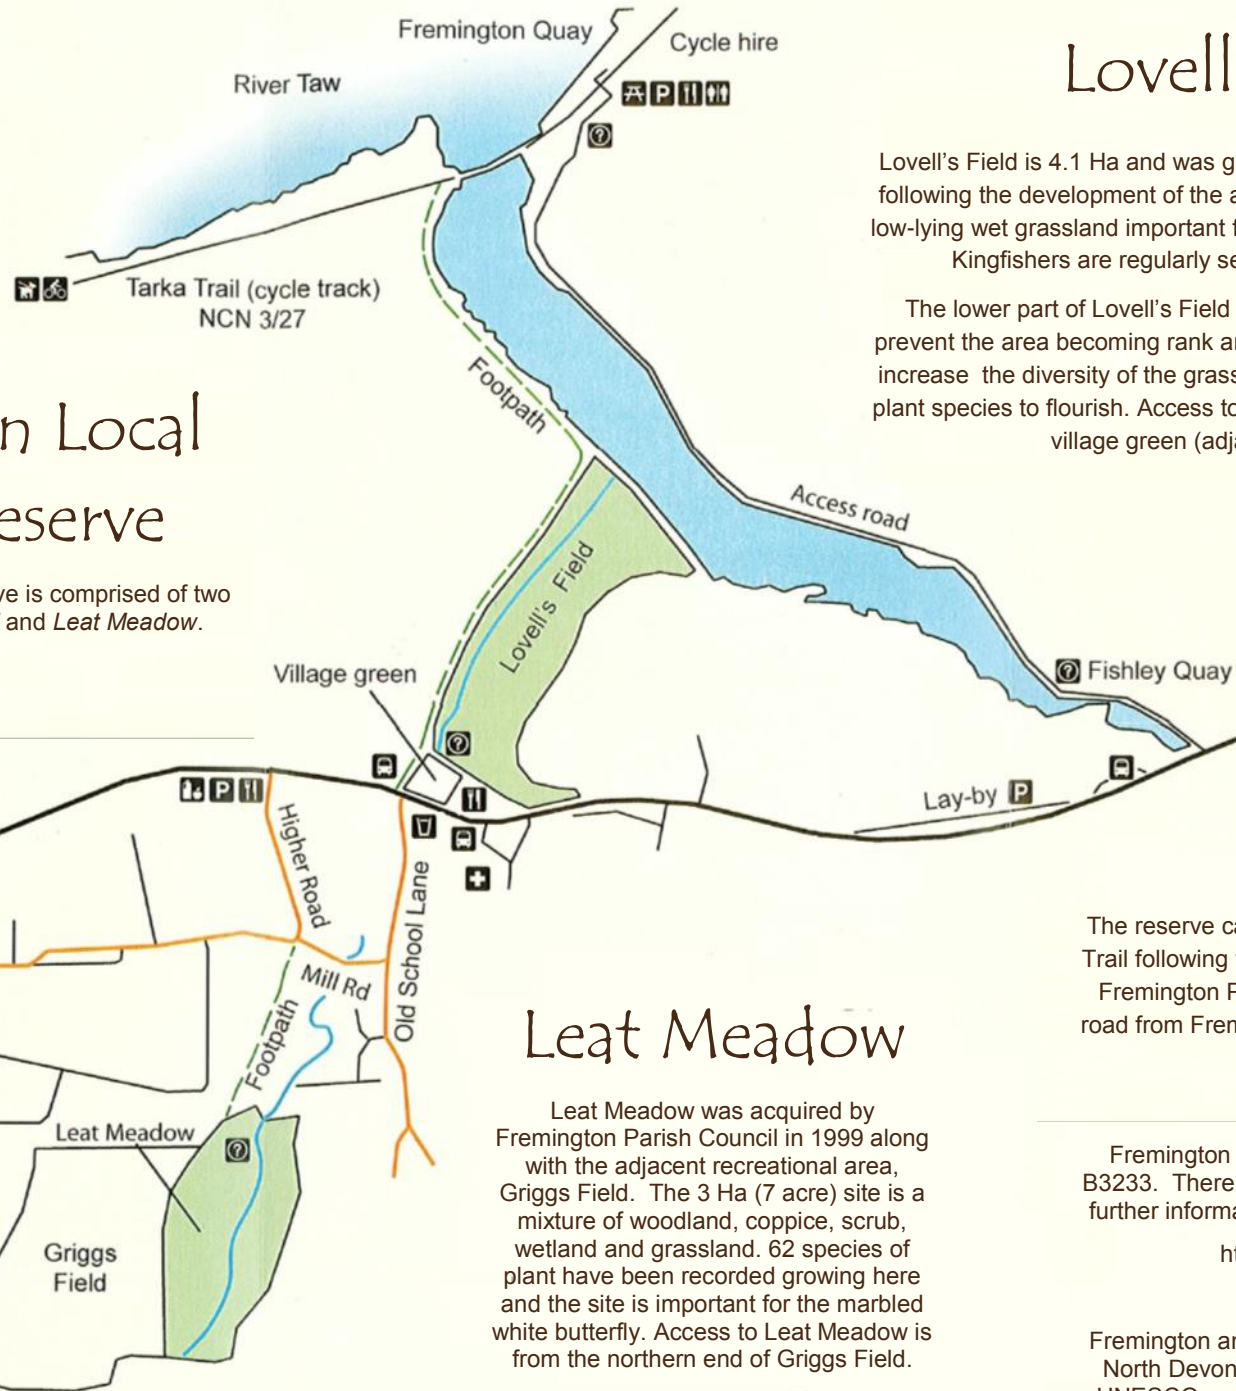 Fremington Quay
Cycle hire
River Taw
P
?
Tarka Trail (cycle track)
NCN 3/27
Footpath
Access road
Lovell's Field
Village green
?
? Fishley Quay
Lay-by P
P
Higher Road
Old School Lane
Mill Rd
Footpath
Leat Meadow
?
Griggs
Field
n Local
eserve
ve is comprised of two
and Leat Meadow.
Lovell
Lovell’s Field is 4.1 Ha and was g
following the development of the a
low-lying wet grassland important f
Kingfishers are regularly se
The lower part of Lovell’s Field
prevent the area becoming rank a
increase the diversity of the grass
plant species to flourish. Access to
village green (adj
Leat Meadow
Leat Meadow was acquired by
Fremington Parish Council in 1999 along
with the adjacent recreational area,
Griggs Field. The 3 Ha (7 acre) site is a
mixture of woodland, coppice, scrub,
wetland and grassland. 62 species of
plant have been recorded growing here
and the site is important for the marbled
white butterfly. Access to Leat Meadow is
from the northern end of Griggs Field.
The reserve ca
Trail following
Fremington P
road from Frem
Fremington
B3233. There
further informa
ht
Fremington an
North Devon